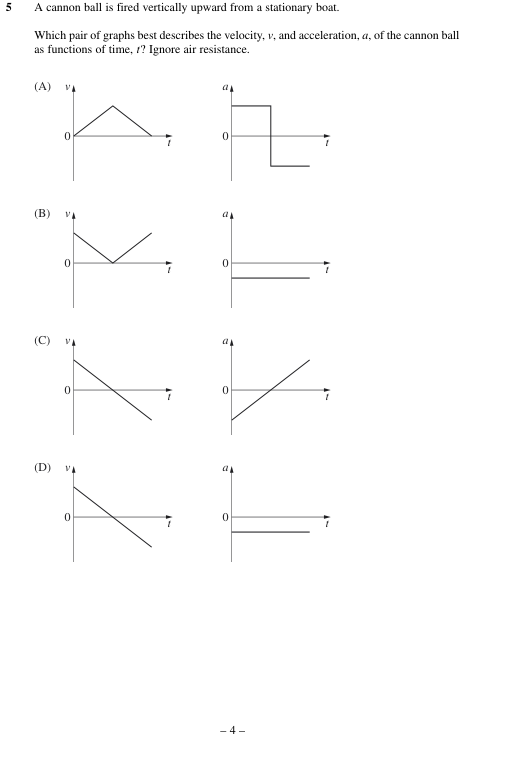 5 A cannon ball is fired vertically upward from a stationary boat.
Which pair of graphs best describes the velocity, v, and acceleration, a, of the cannon ball
as functions of time, t? Ignore air resistance.
(A) v a
0 t 0 t
(B) v a
0 t 0 t
(C) v a
0 t 0 t
(D) v a
0 t 0 t
– 4 –